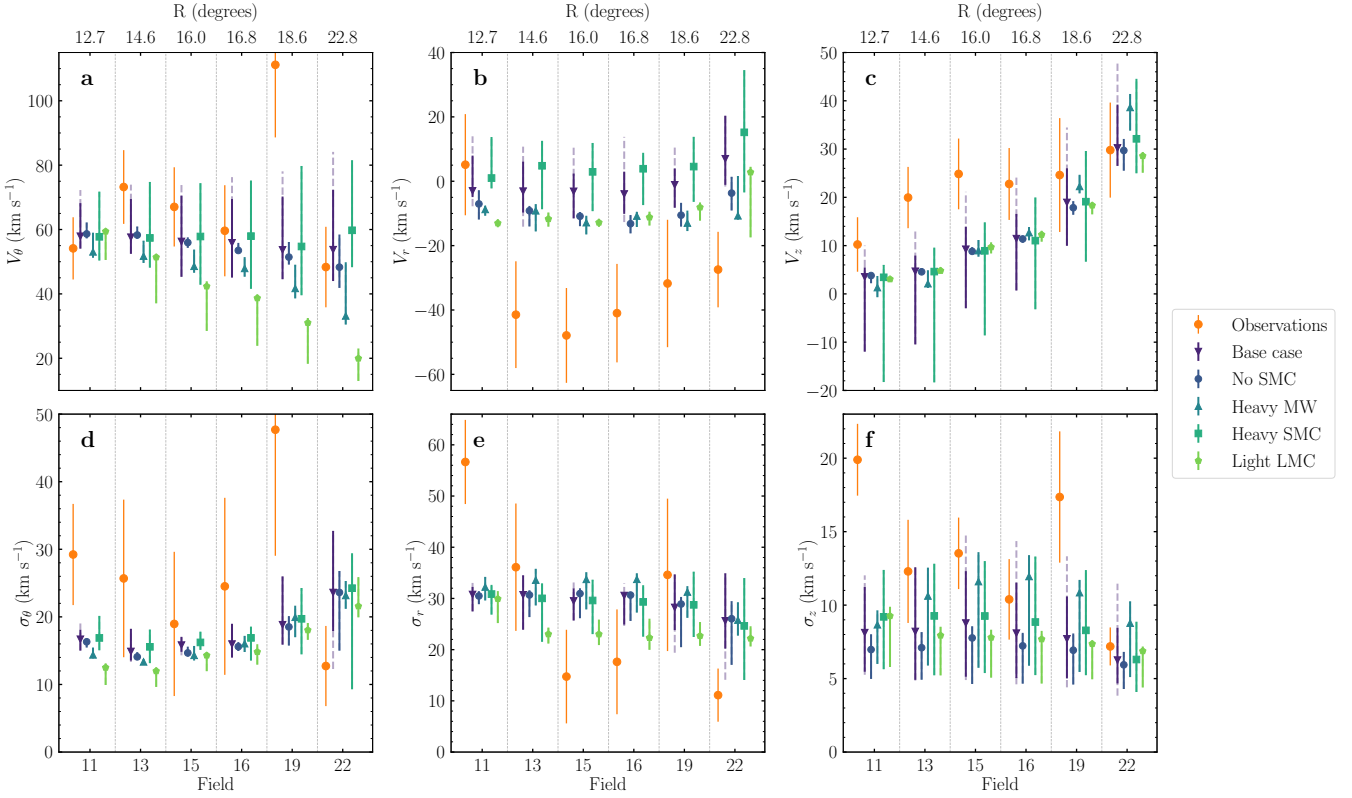 R (degrees)
R (degrees)
R (degrees)
12.7 14.6 16.0 16.8 18.6 22.8
12.7 14.6 16.0 16.8 18.6 22.8
12.7 14.6 16.0 16.8 18.6 22.8
a
100
80
60
40
20
V_θ (km s⁻¹)
b
40
20
0
−20
−40
−60
V_r (km s⁻¹)
c
50
40
30
20
10
0
−10
−20
V_z (km s⁻¹)
Observations
Base case
No SMC
Heavy MW
Heavy SMC
Light LMC
d
50
40
30
20
10
0
σ_θ (km s⁻¹)
11 13 15 16 19 22
Field
e
60
50
40
30
20
10
0
σ_r (km s⁻¹)
11 13 15 16 19 22
Field
f
20
15
10
5
0
σ_z (km s⁻¹)
11 13 15 16 19 22
Field